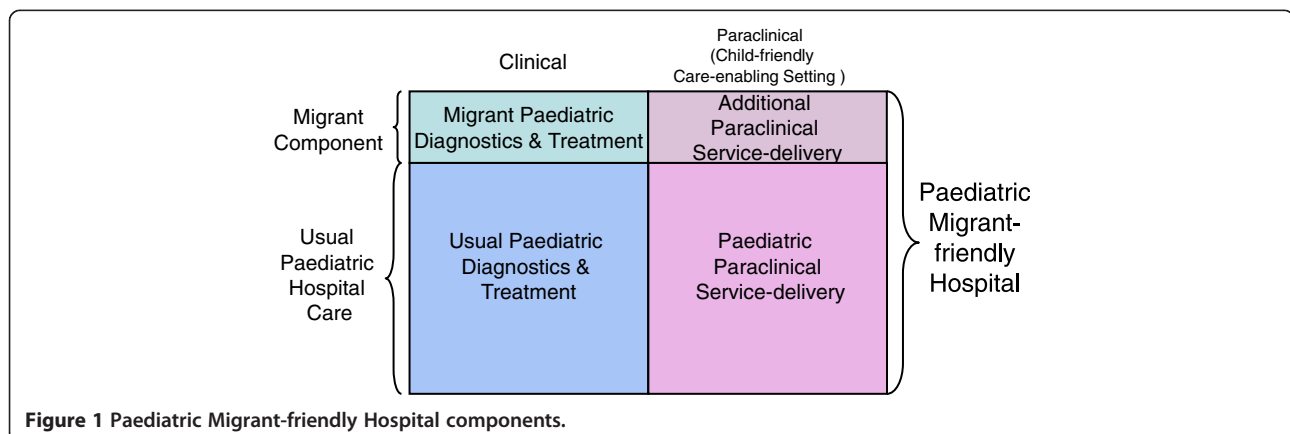 Clinical
Paraclinical
(Child-friendly
Care-enabling Setting )
Migrant
Component
Migrant Paediatric
Diagnostics & Treatment
Additional
Paraclinical
Service-delivery
Usual
Paediatric
Hospital
Care
Usual Paediatric
Diagnostics &
Treatment
Paediatric
Paraclinical
Service-delivery
Paediatric
Migrant-
friendly
Hospital
Figure 1 Paediatric Migrant-friendly Hospital components.